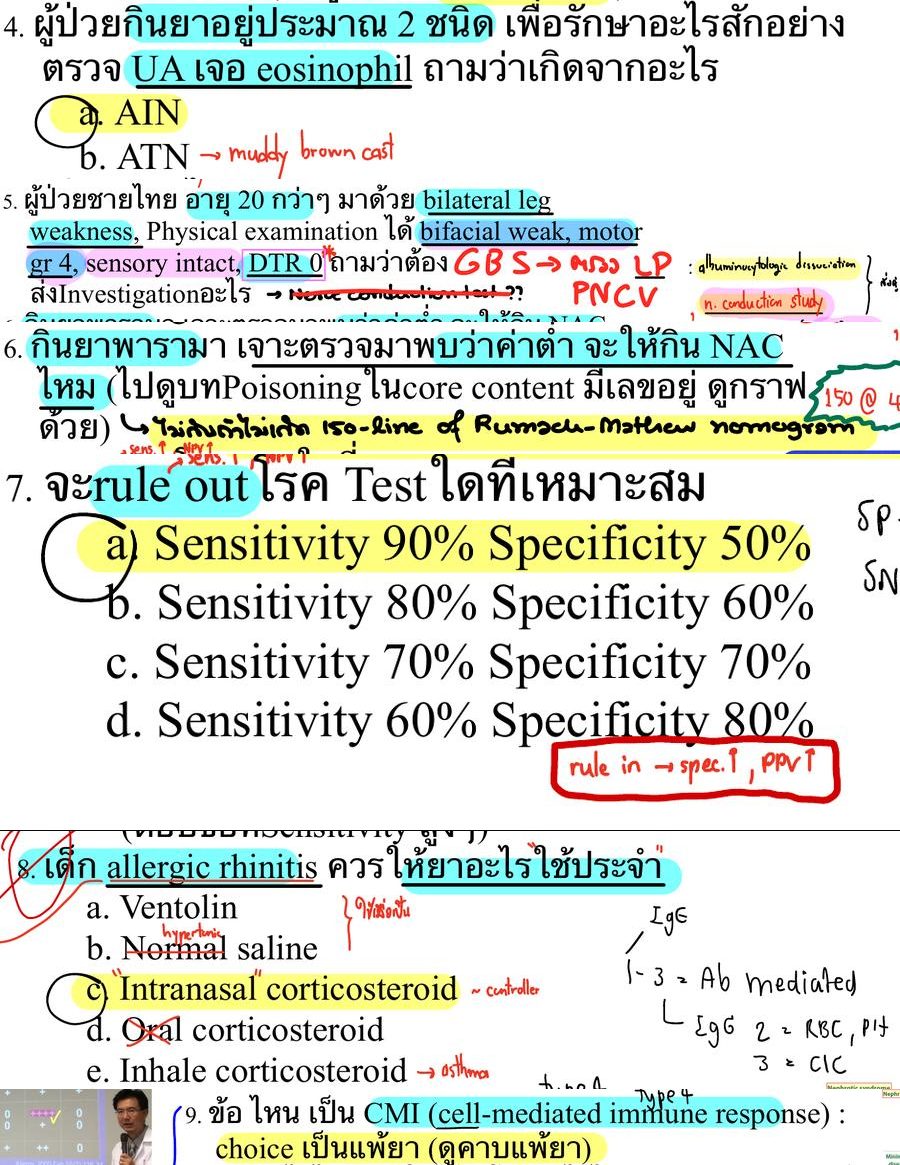 4. ผู้ป่วยกินยาอยู่ประมาณ 2 ชนิด เพื่อรักษาอะไรสักอย่าง
ตรวจ UA เจอ eosinophil ถามว่าเกิดจากอะไร
a. AIN
b. ATN → muddy brown cast
5. ผู้ป่วยชายไทย อายุ 20 กว่าๆ มาด้วย bilateral leg
weakness, Physical examination ได้ bifacial weak, motor
gr 4, sensory intact, DTR 0 * ถามว่าต้อง GBS → ตรวจ LP : albuminocytologic dissociation
ส่งInvestigationอะไร → ?? PNCV n. conduction study
6. กินยาพารามา เจาะตรวจมาพบว่าค่าต่ำ จะให้กิน NAC
ไหม (ไปดูบทPoisoningในcore content มีเลขอยู่ ดูกราฟ 150 @ 4
ด้วย) ↳ ไม่กินถ้าไม่เกิน 150-line of Rumack-Mathew nomogram
sens.↑ NPV↑
7. จะrule outโรค Testใดที่เหมาะสม
a. Sensitivity 90% Specificity 50%
b. Sensitivity 80% Specificity 60%
c. Sensitivity 70% Specificity 70%
d. Sensitivity 60% Specificity 80%
SP
SN
rule in → spec.↑, PPV↑
8. เด็ก allergic rhinitis ควรให้ยาอะไร"ใช้ประจำ"
a. Ventolin
b. Normal saline
hypertonic
c. "Intranasal" corticosteroid ~ controller
d. Oral corticosteroid
e. Inhale corticosteroid → asthma
IgE
1-3 = Ab mediated
IgG 2 = RBC, Plt
3 = CIC
Type 4
9. ข้อ ไหน เป็น CMI (cell-mediated immune response) :
choice เป็นแพ้ยา (ดูคาบแพ้ยา)